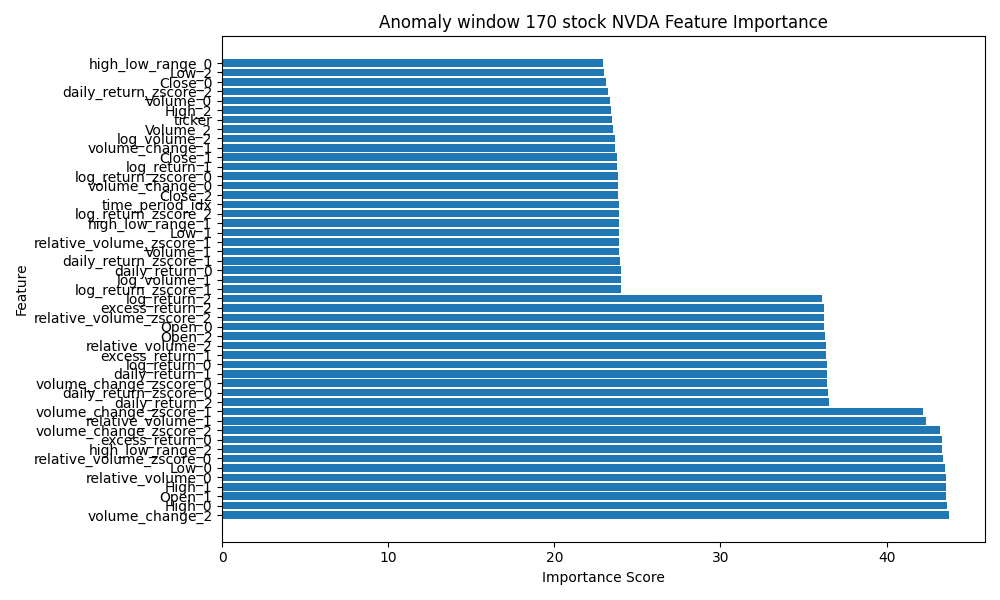 Anomaly window 170 stock NVDA Feature Importance
high_low_range_0
Low_2
Close_0
daily_return_zscore_2
Volume_0
High_2
ticker
Volume_2
log_volume_2
volume_change_1
Close_1
log_return_1
log_return_zscore_0
volume_change_0
Close_2
time_period_idx
log_return_zscore_2
high_low_range_1
Low_1
relative_volume_zscore_1
Volume_1
daily_return_zscore_1
daily_return_0
log_volume_1
log_return_zscore_1
log_return_2
excess_return_2
relative_volume_zscore_2
Open_0
Open_2
relative_volume_2
excess_return_1
log_return_0
daily_return_1
volume_change_zscore_0
daily_return_zscore_0
daily_return_2
volume_change_zscore_1
relative_volume_1
volume_change_zscore_2
excess_return_0
high_low_range_2
relative_volume_zscore_0
Low_0
relative_volume_0
High_1
Open_1
High_0
volume_change_2
Feature
0 10 20 30 40
Importance Score